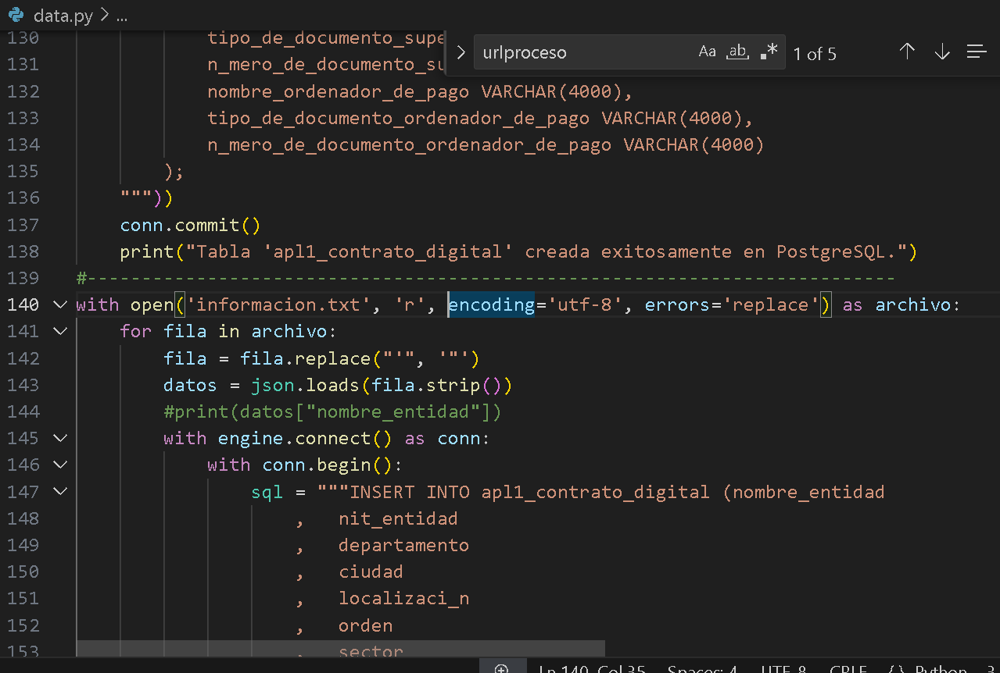 data.py > ...
urlproceso Aa ab .* 1 of 5
130 tipo_de_documento_supe
131 n_mero_de_documento_su
132 nombre_ordenador_de_pago VARCHAR(4000),
133 tipo_de_documento_ordenador_de_pago VARCHAR(4000),
134 n_mero_de_documento_ordenador_de_pago VARCHAR(4000)
135 );
136 """))
137 conn.commit()
138 print("Tabla 'apl1_contrato_digital' creada exitosamente en PostgreSQL.")
139 #--------------------------------------------------------------------------
140 with open('informacion.txt', 'r', encoding='utf-8', errors='replace') as archivo:
141 for fila in archivo:
142 fila = fila.replace("'", '"')
143 datos = json.loads(fila.strip())
144 #print(datos["nombre_entidad"])
145 with engine.connect() as conn:
146 with conn.begin():
147 sql = """INSERT INTO apl1_contrato_digital (nombre_entidad
148 , nit_entidad
149 , departamento
150 , ciudad
151 , localizaci_n
152 , orden
153 , sector
Ln 140, Col 35 Spaces: 4 UTF-8 CRLF {} Python 3